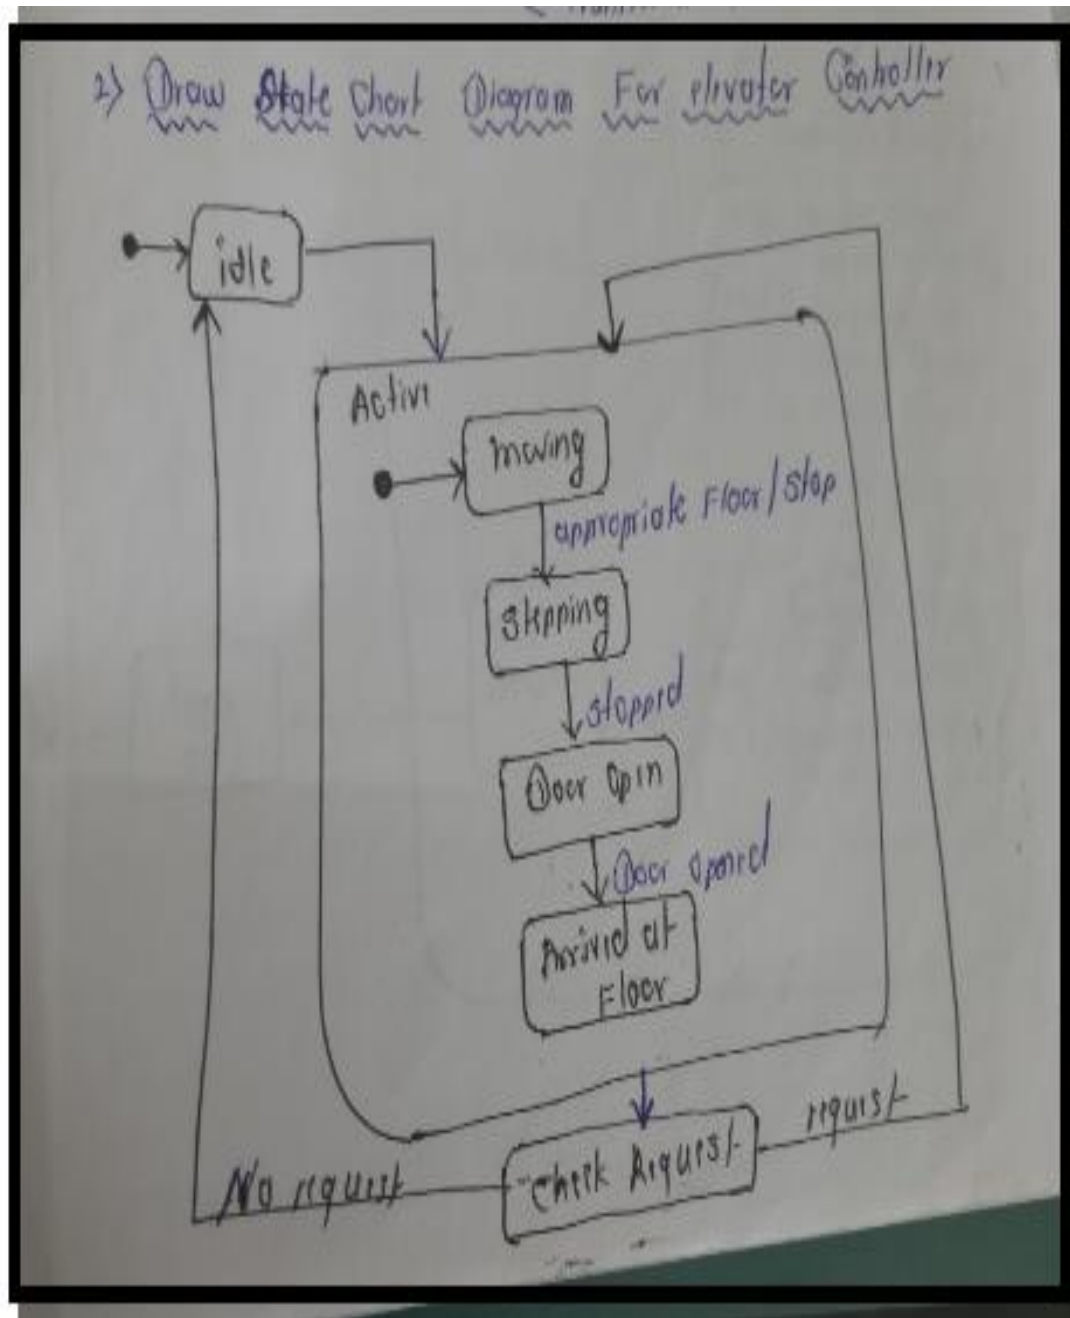 2) Draw State Chart Diagram For elevator Controller
idle
Active
moving
appropriate Floor/Stop
Stopping
stopped
Door Open
Door opened
Arrived at
Floor
request
Check Request
No request